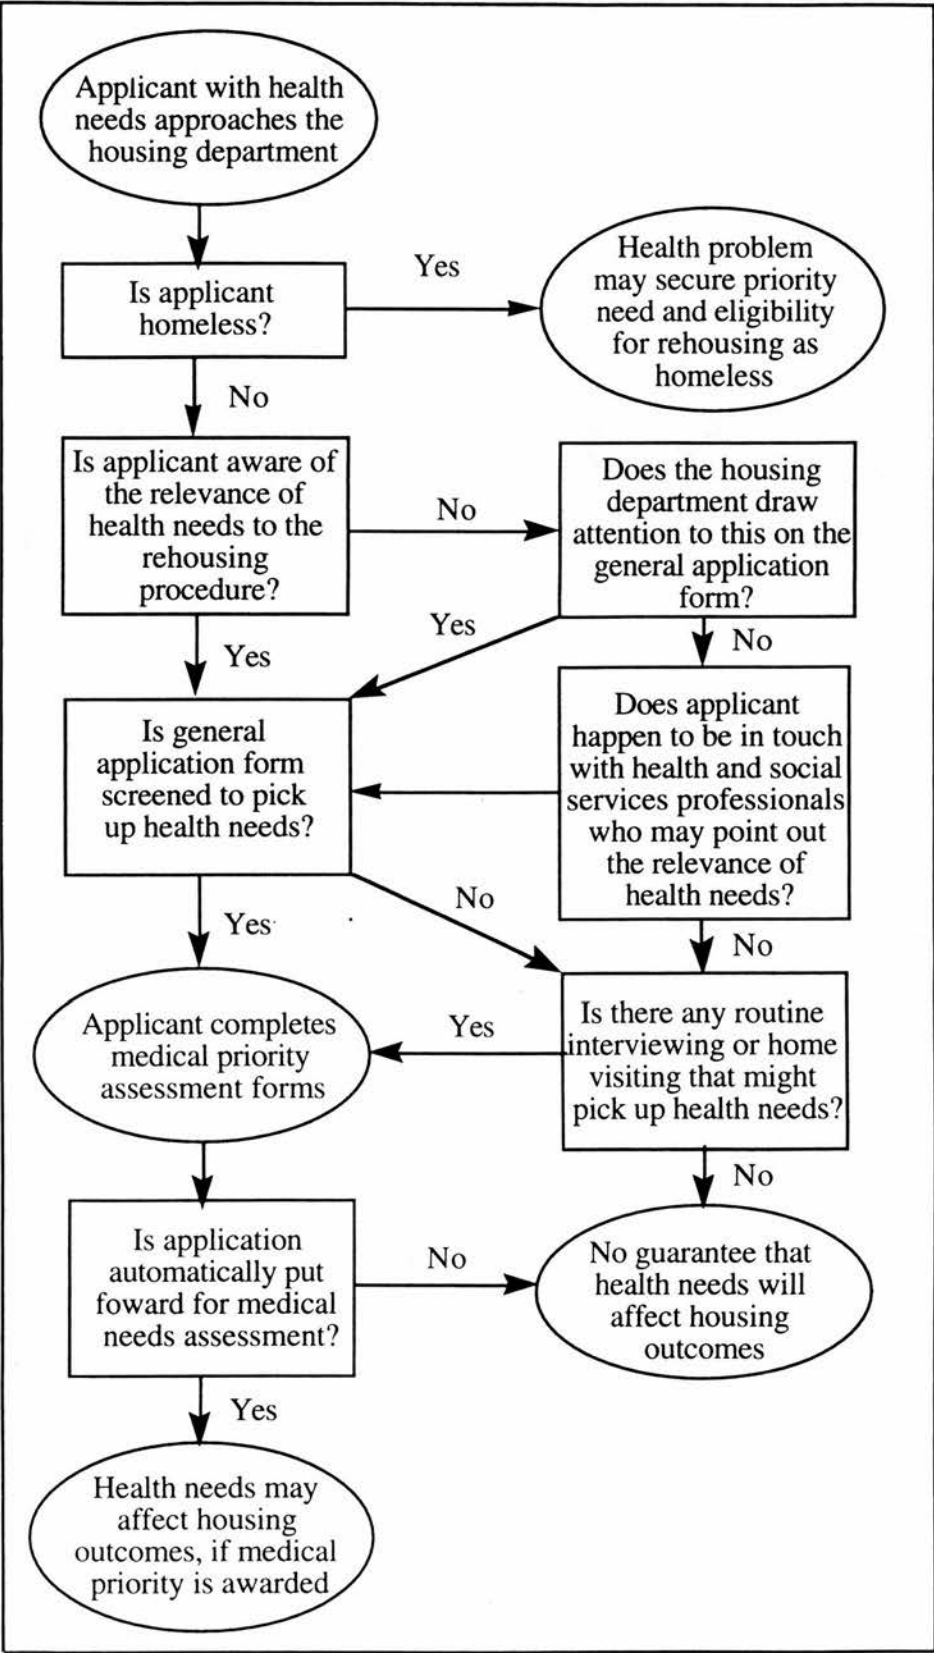 Applicant with health
needs approaches the
housing department
Is applicant
homeless?
Yes
Health problem
may secure priority
need and eligibility
for rehousing as
homeless
No
Is applicant aware of
the relevance of
health needs to the
rehousing
procedure?
No
Does the housing
department draw
attention to this on the
general application
form?
Yes
Yes
No
Is general
application form
screened to pick
up health needs?
Does applicant
happen to be in touch
with health and social
services professionals
who may point out
the relevance of
health needs?
No
Yes
No
Applicant completes
medical priority
assessment forms
Yes
Is there any routine
interviewing or home
visiting that might
pick up health needs?
No
Is application
automatically put
foward for medical
needs assessment?
No
No guarantee that
health needs will
affect housing
outcomes
Yes
Health needs may
affect housing
outcomes, if medical
priority is awarded